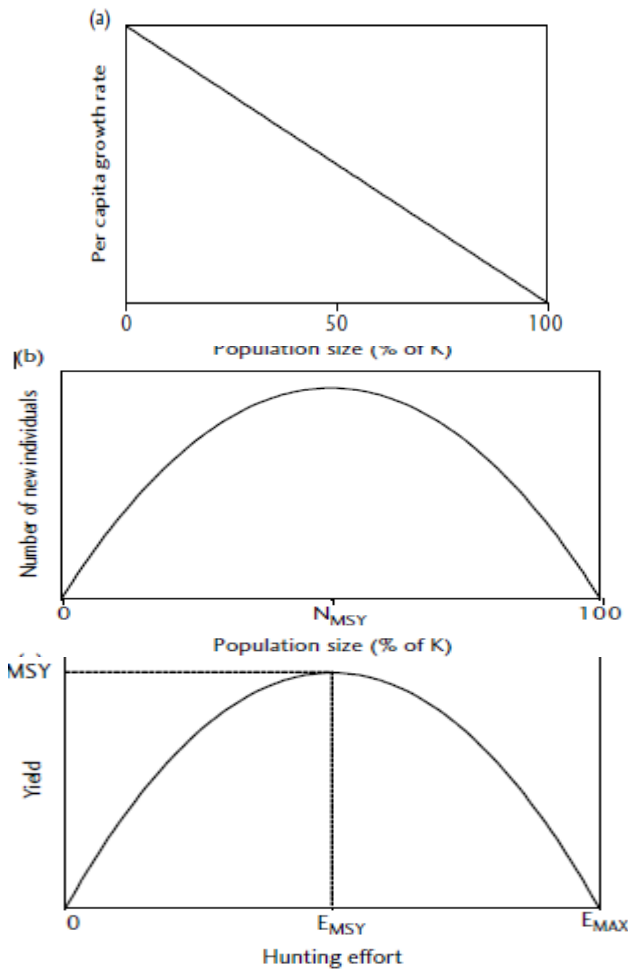 (a)
Per capita growth rate
0 50 100
Population size (% of K)
(b)
Number of new individuals
0 NMSY 100
Population size (% of K)
MSY
Yield
0 EMSY EMAX
Hunting effort